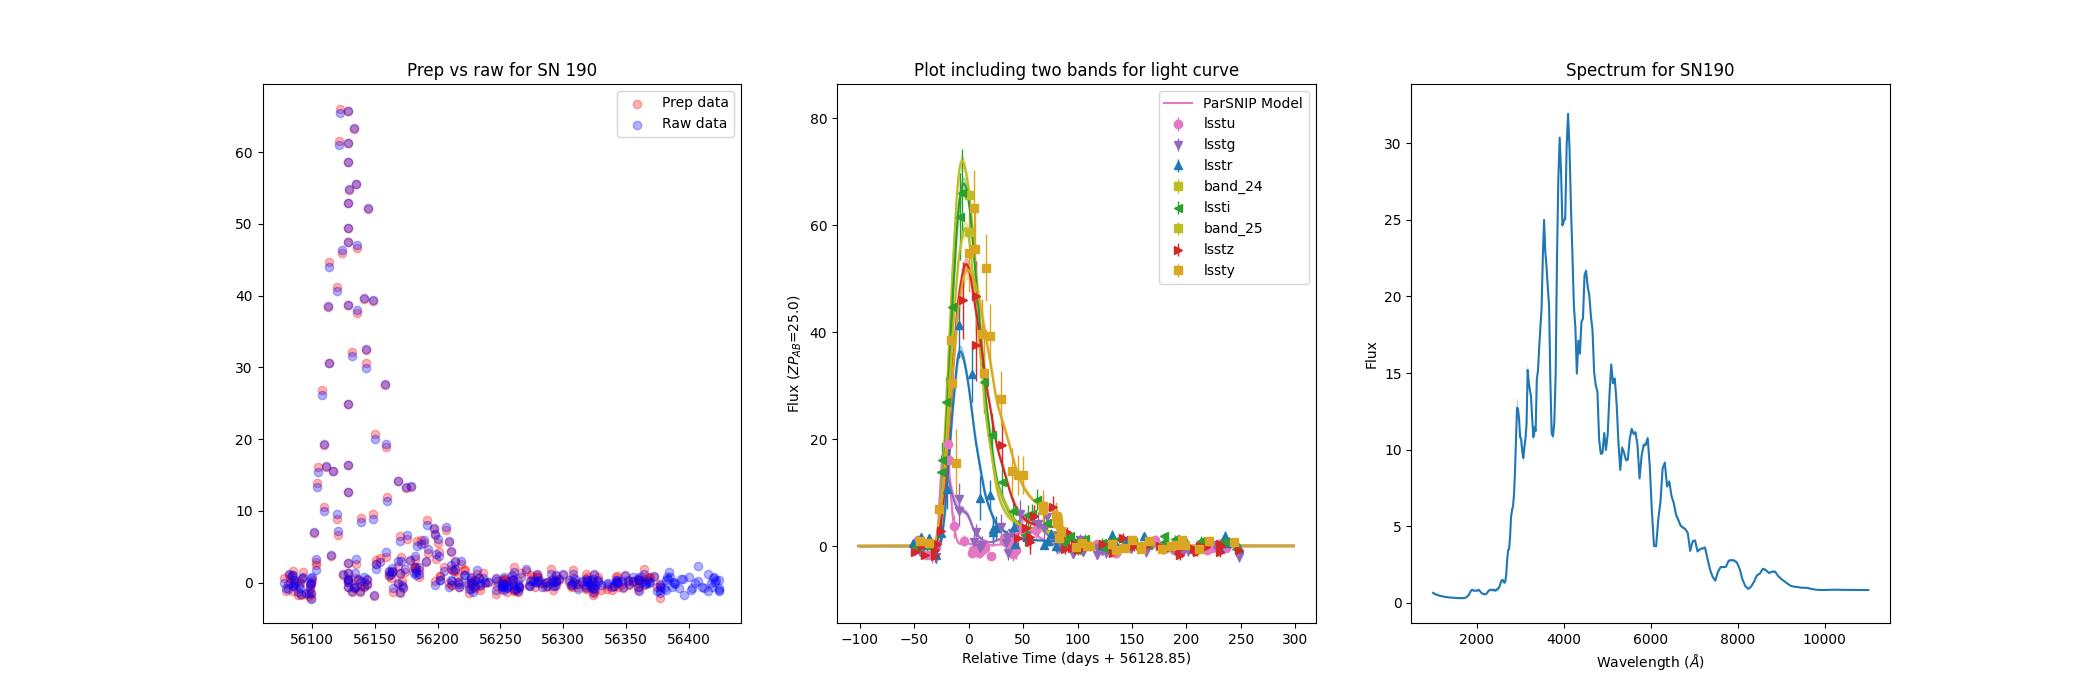 Prep vs raw for SN 190
Prep data
Raw data
60
50
40
30
20
10
0
56100 56150 56200 56250 56300 56350 56400
Plot including two bands for light curve
ParSNIP Model
lsstu
lsstg
lsstr
band_24
lssti
band_25
lsstz
lssty
Flux (ZP_AB=25.0)
80
60
40
20
0
−100 −50 0 50 100 150 200 250 300
Relative Time (days + 56128.85)
Spectrum for SN190
Flux
30
25
20
15
10
5
0
2000 4000 6000 8000 10000
Wavelength (Å)